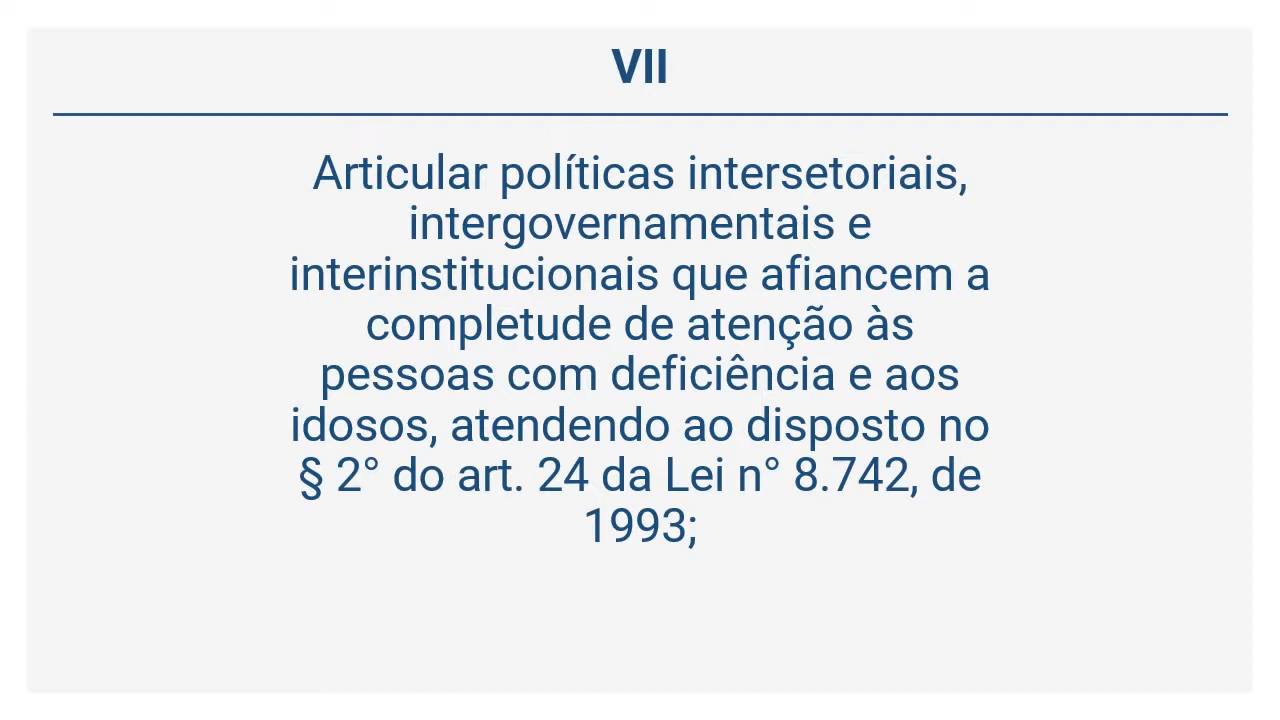 VII
Articular políticas intersetoriais,
intergovernamentais e
interinstitucionais que afiancem a
completude de atenção às
pessoas com deficiência e aos
idosos, atendendo ao disposto no
§ 2° do art. 24 da Lei n° 8.742, de
1993;